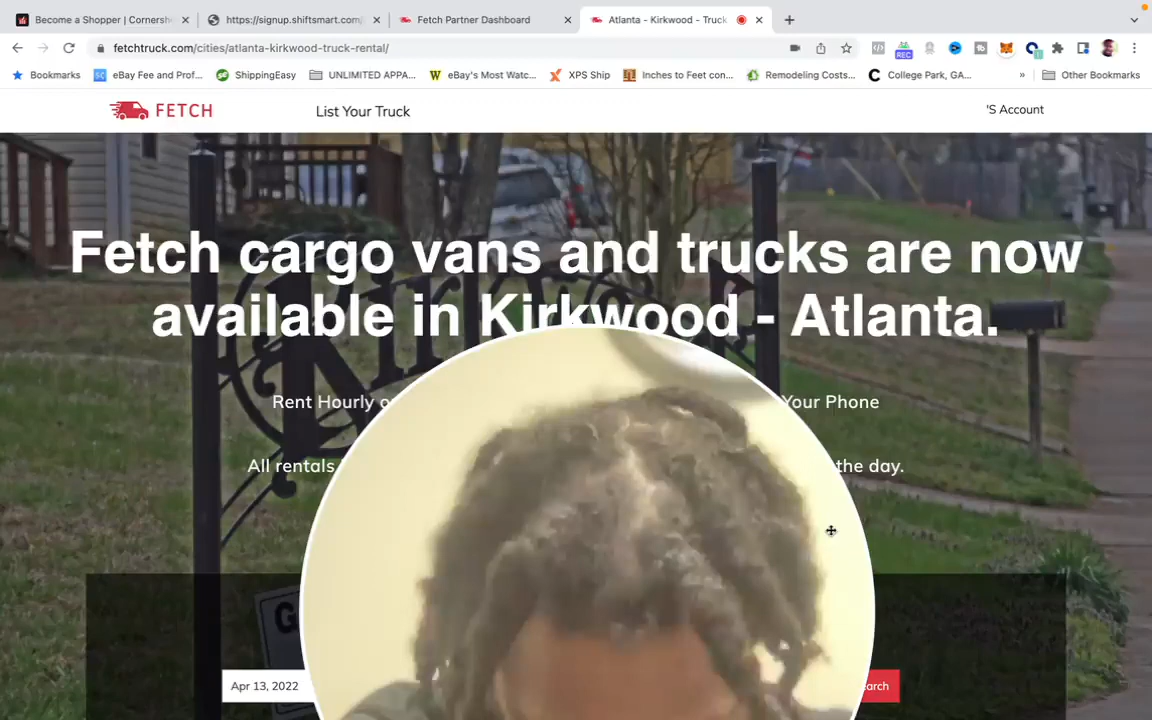 Become a Shopper | Cornersh
https://signup.shiftsmart.com/
Fetch Partner Dashboard
Atlanta - Kirkwood - Truck
fetchtruck.com/cities/atlanta-kirkwood-truck-rental/
REC
Bookmarks
eBay Fee and Prof...
ShippingEasy
UNLIMITED APPA...
eBay's Most Watc...
XPS Ship
Inches to Feet con...
Remodeling Costs...
College Park, GA...
»
Other Bookmarks
FETCH
List Your Truck
'S Account
Fetch cargo vans and trucks are now
available in Kirkwood - Atlanta.
Rent Hourly o
Your Phone
All rentals
the day.
Apr 13, 2022
earch